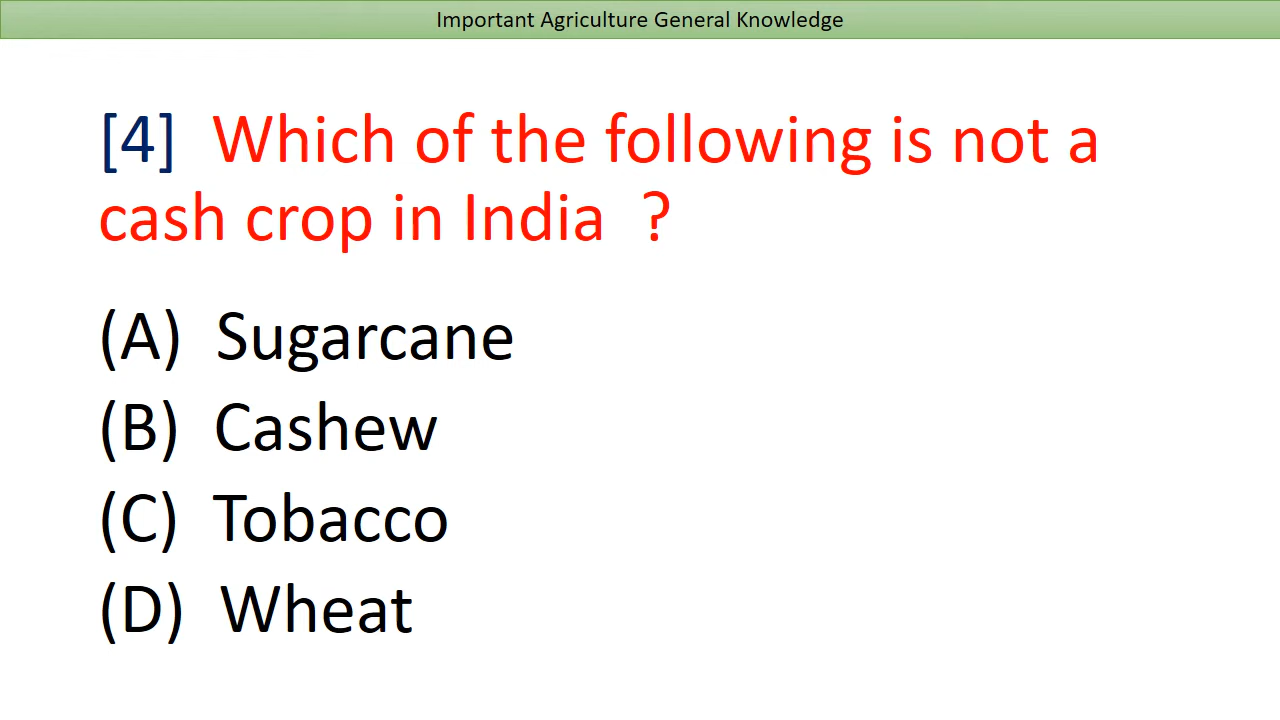 Important Agriculture General Knowledge
[4] Which of the following is not a
cash crop in India ?
(A) Sugarcane
(B) Cashew
(C) Tobacco
(D) Wheat